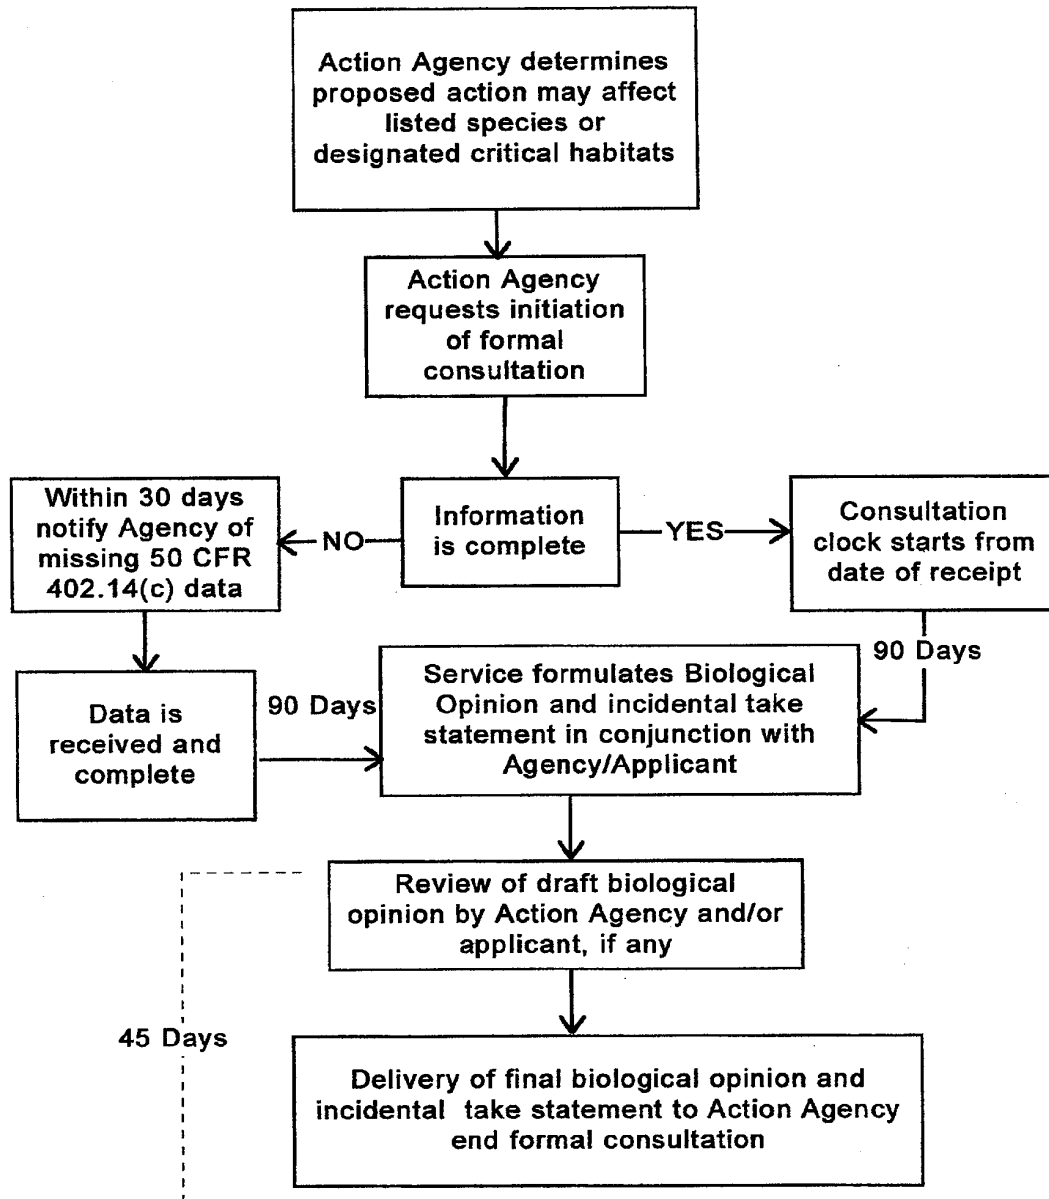 Action Agency determines
proposed action may affect
listed species or
designated critical habitats
Action Agency
requests initiation
of formal
consultation
Within 30 days
notify Agency of
missing 50 CFR
402.14(c) data
NO
Information
is complete
YES
Consultation
clock starts from
date of receipt
90 Days
Data is
received and
complete
90 Days
Service formulates Biological
Opinion and incidental take
statement in conjunction with
Agency/Applicant
Review of draft biological
opinion by Action Agency and/or
applicant, if any
45 Days
Delivery of final biological opinion and
incidental take statement to Action Agency
end formal consultation